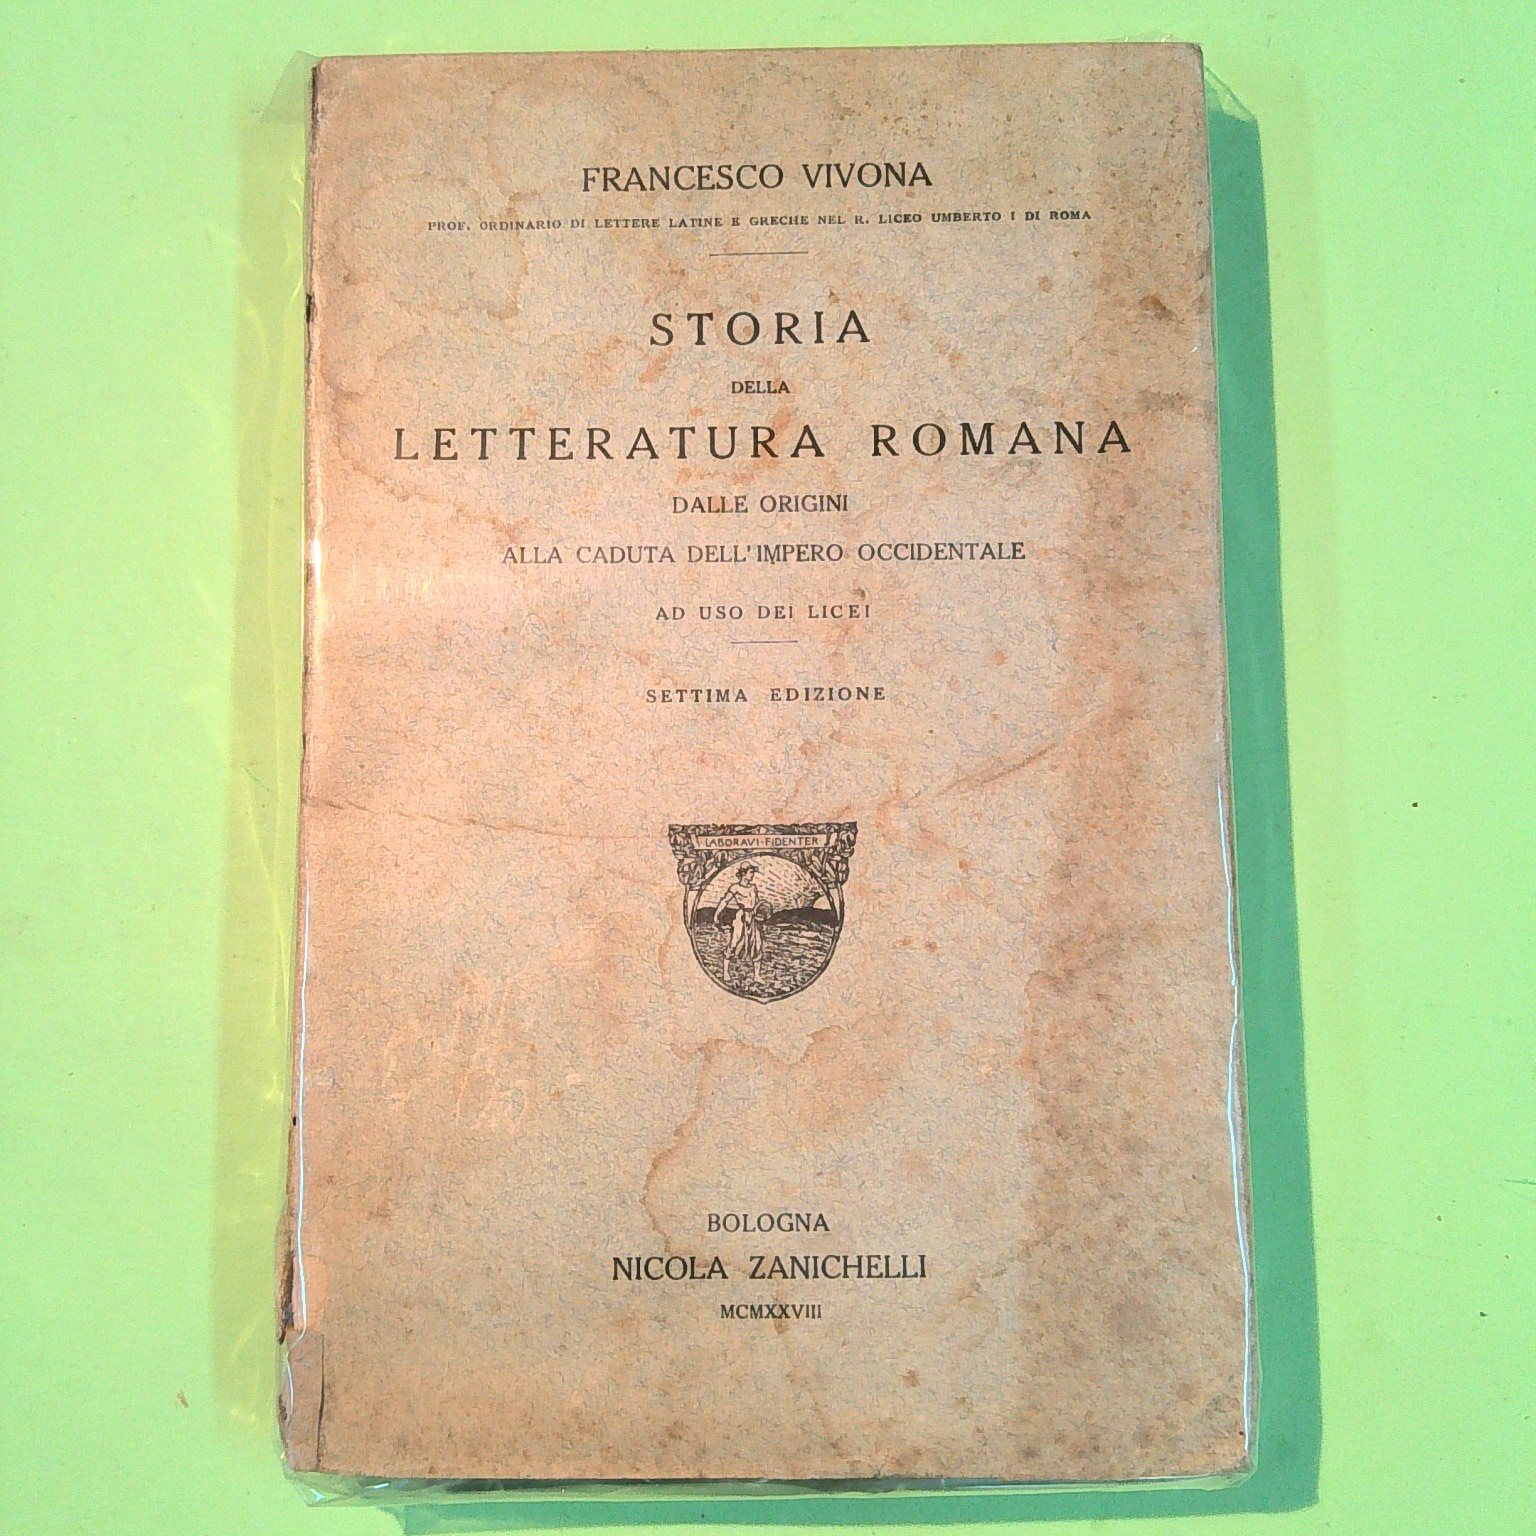 FRANCESCO VIVONA
PROF. ORDINARIO DI LETTERE LATINE E GRECHE NEL R. LICEO UMBERTO I DI ROMA
STORIA
DELLA
LETTERATURA ROMANA
DALLE ORIGINI
ALLA CADUTA DELL'IMPERO OCCIDENTALE
AD USO DEI LICEI
SETTIMA EDIZIONE
LABORAVI·FIDENTER
BOLOGNA
NICOLA ZANICHELLI
MCMXXVIII